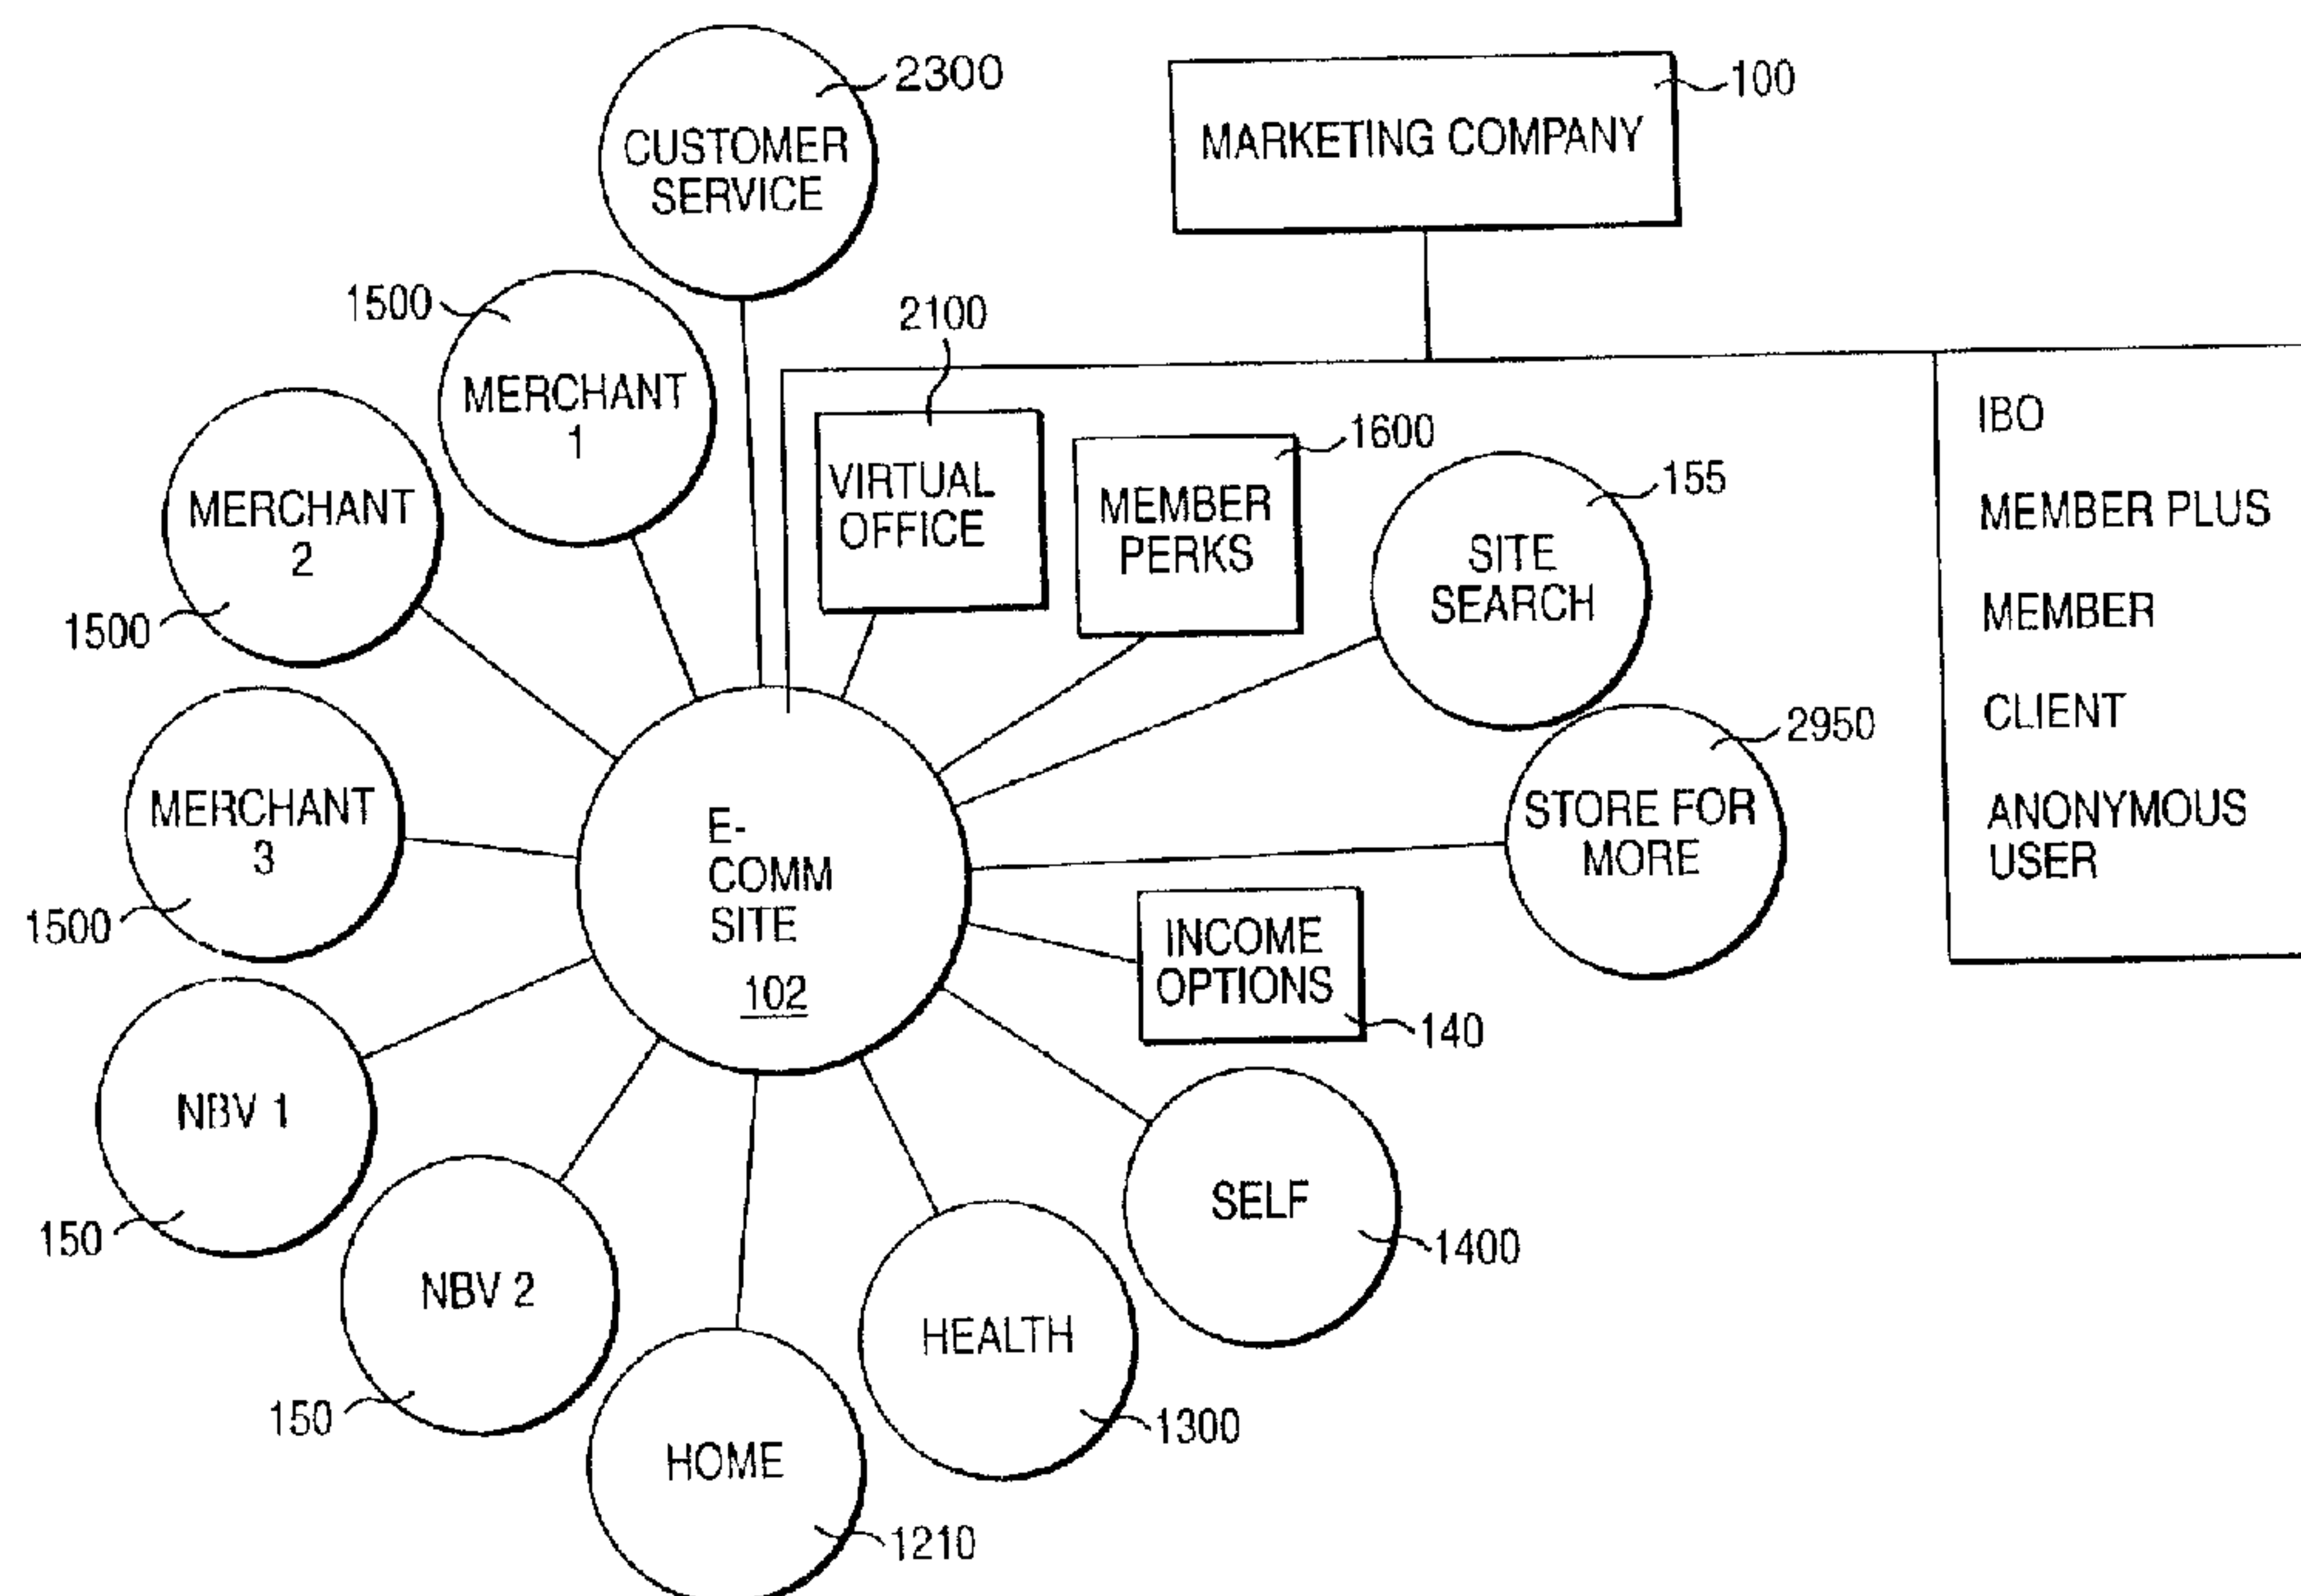 2300
CUSTOMER
SERVICE
100
MARKETING COMPANY
1500
MERCHANT
1
2100
VIRTUAL
OFFICE
1600
MEMBER
PERKS
155
SITE
SEARCH
IBO
MEMBER PLUS
MEMBER
CLIENT
ANONYMOUS
USER
MERCHANT
2
1500
2950
STORE FOR
MORE
MERCHANT
3
1500
E-
COMM
SITE
102
INCOME
OPTIONS
140
NBV 1
150
NBV 2
150
SELF
1400
HEALTH
1300
HOME
1210